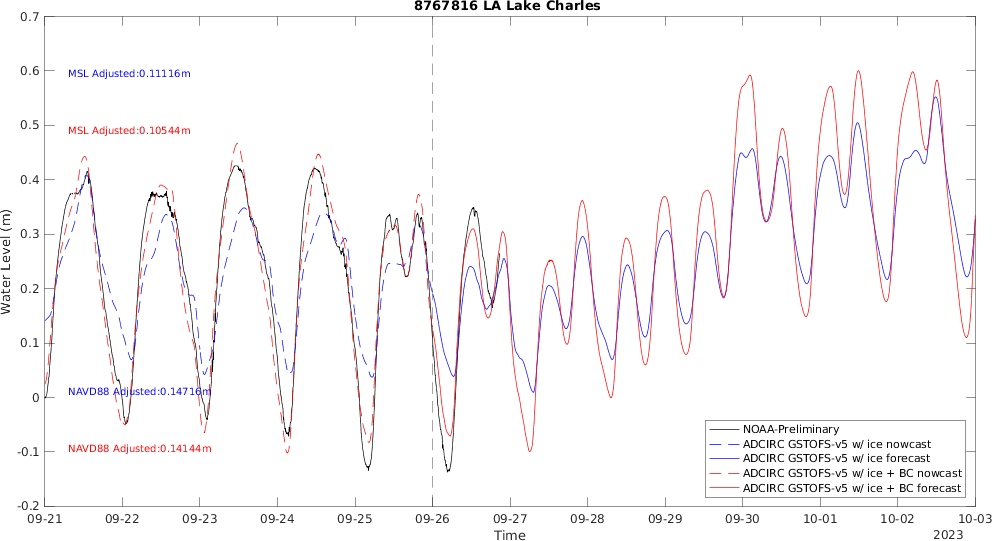 8767816 LA Lake Charles
Water Level (m)
0.7
0.6
0.5
0.4
0.3
0.2
0.1
0
-0.1
-0.2
MSL Adjusted:0.11116m
MSL Adjusted:0.10544m
NAVD88 Adjusted:0.14716m
NAVD88 Adjusted:0.14144m
NOAA-Preliminary
ADCIRC GSTOFS-v5 w/ ice nowcast
ADCIRC GSTOFS-v5 w/ ice forecast
ADCIRC GSTOFS-v5 w/ ice + BC nowcast
ADCIRC GSTOFS-v5 w/ ice + BC forecast
09-21 09-22 09-23 09-24 09-25 09-26 09-27 09-28 09-29 09-30 10-01 10-02 10-03
Time
2023